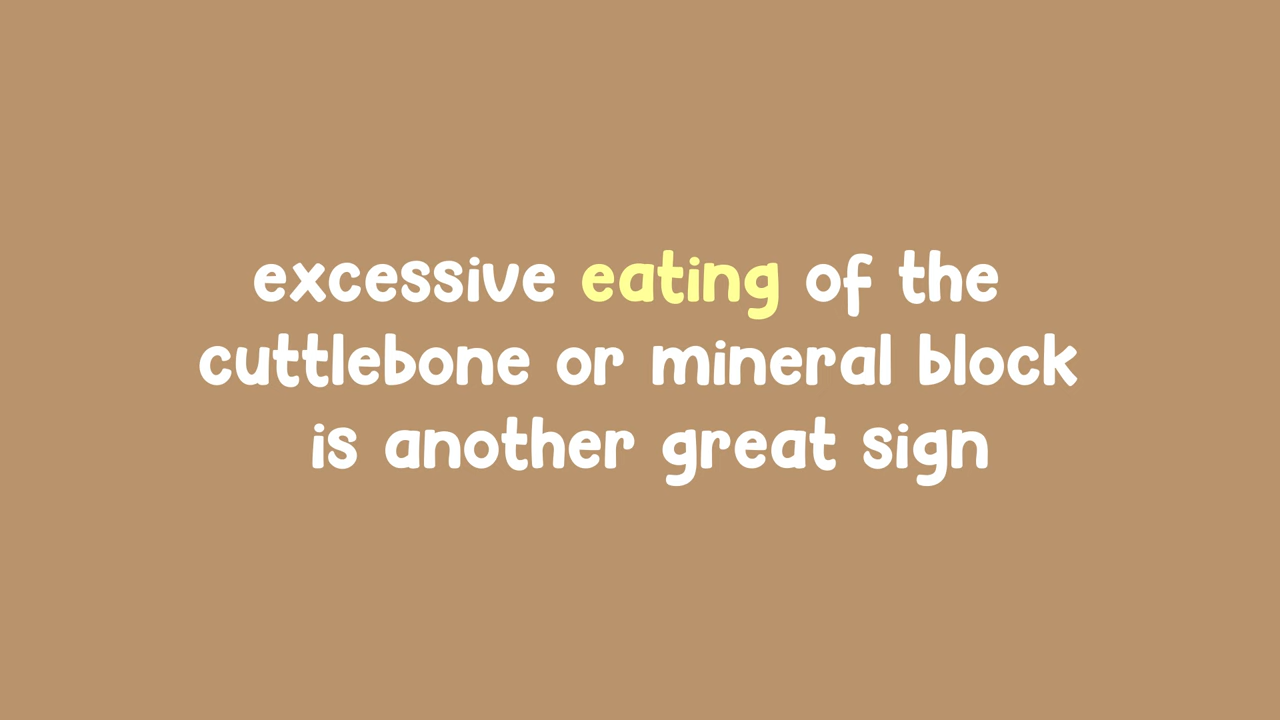 excessive eating of the
cuttlebone or mineral block
is another great sign